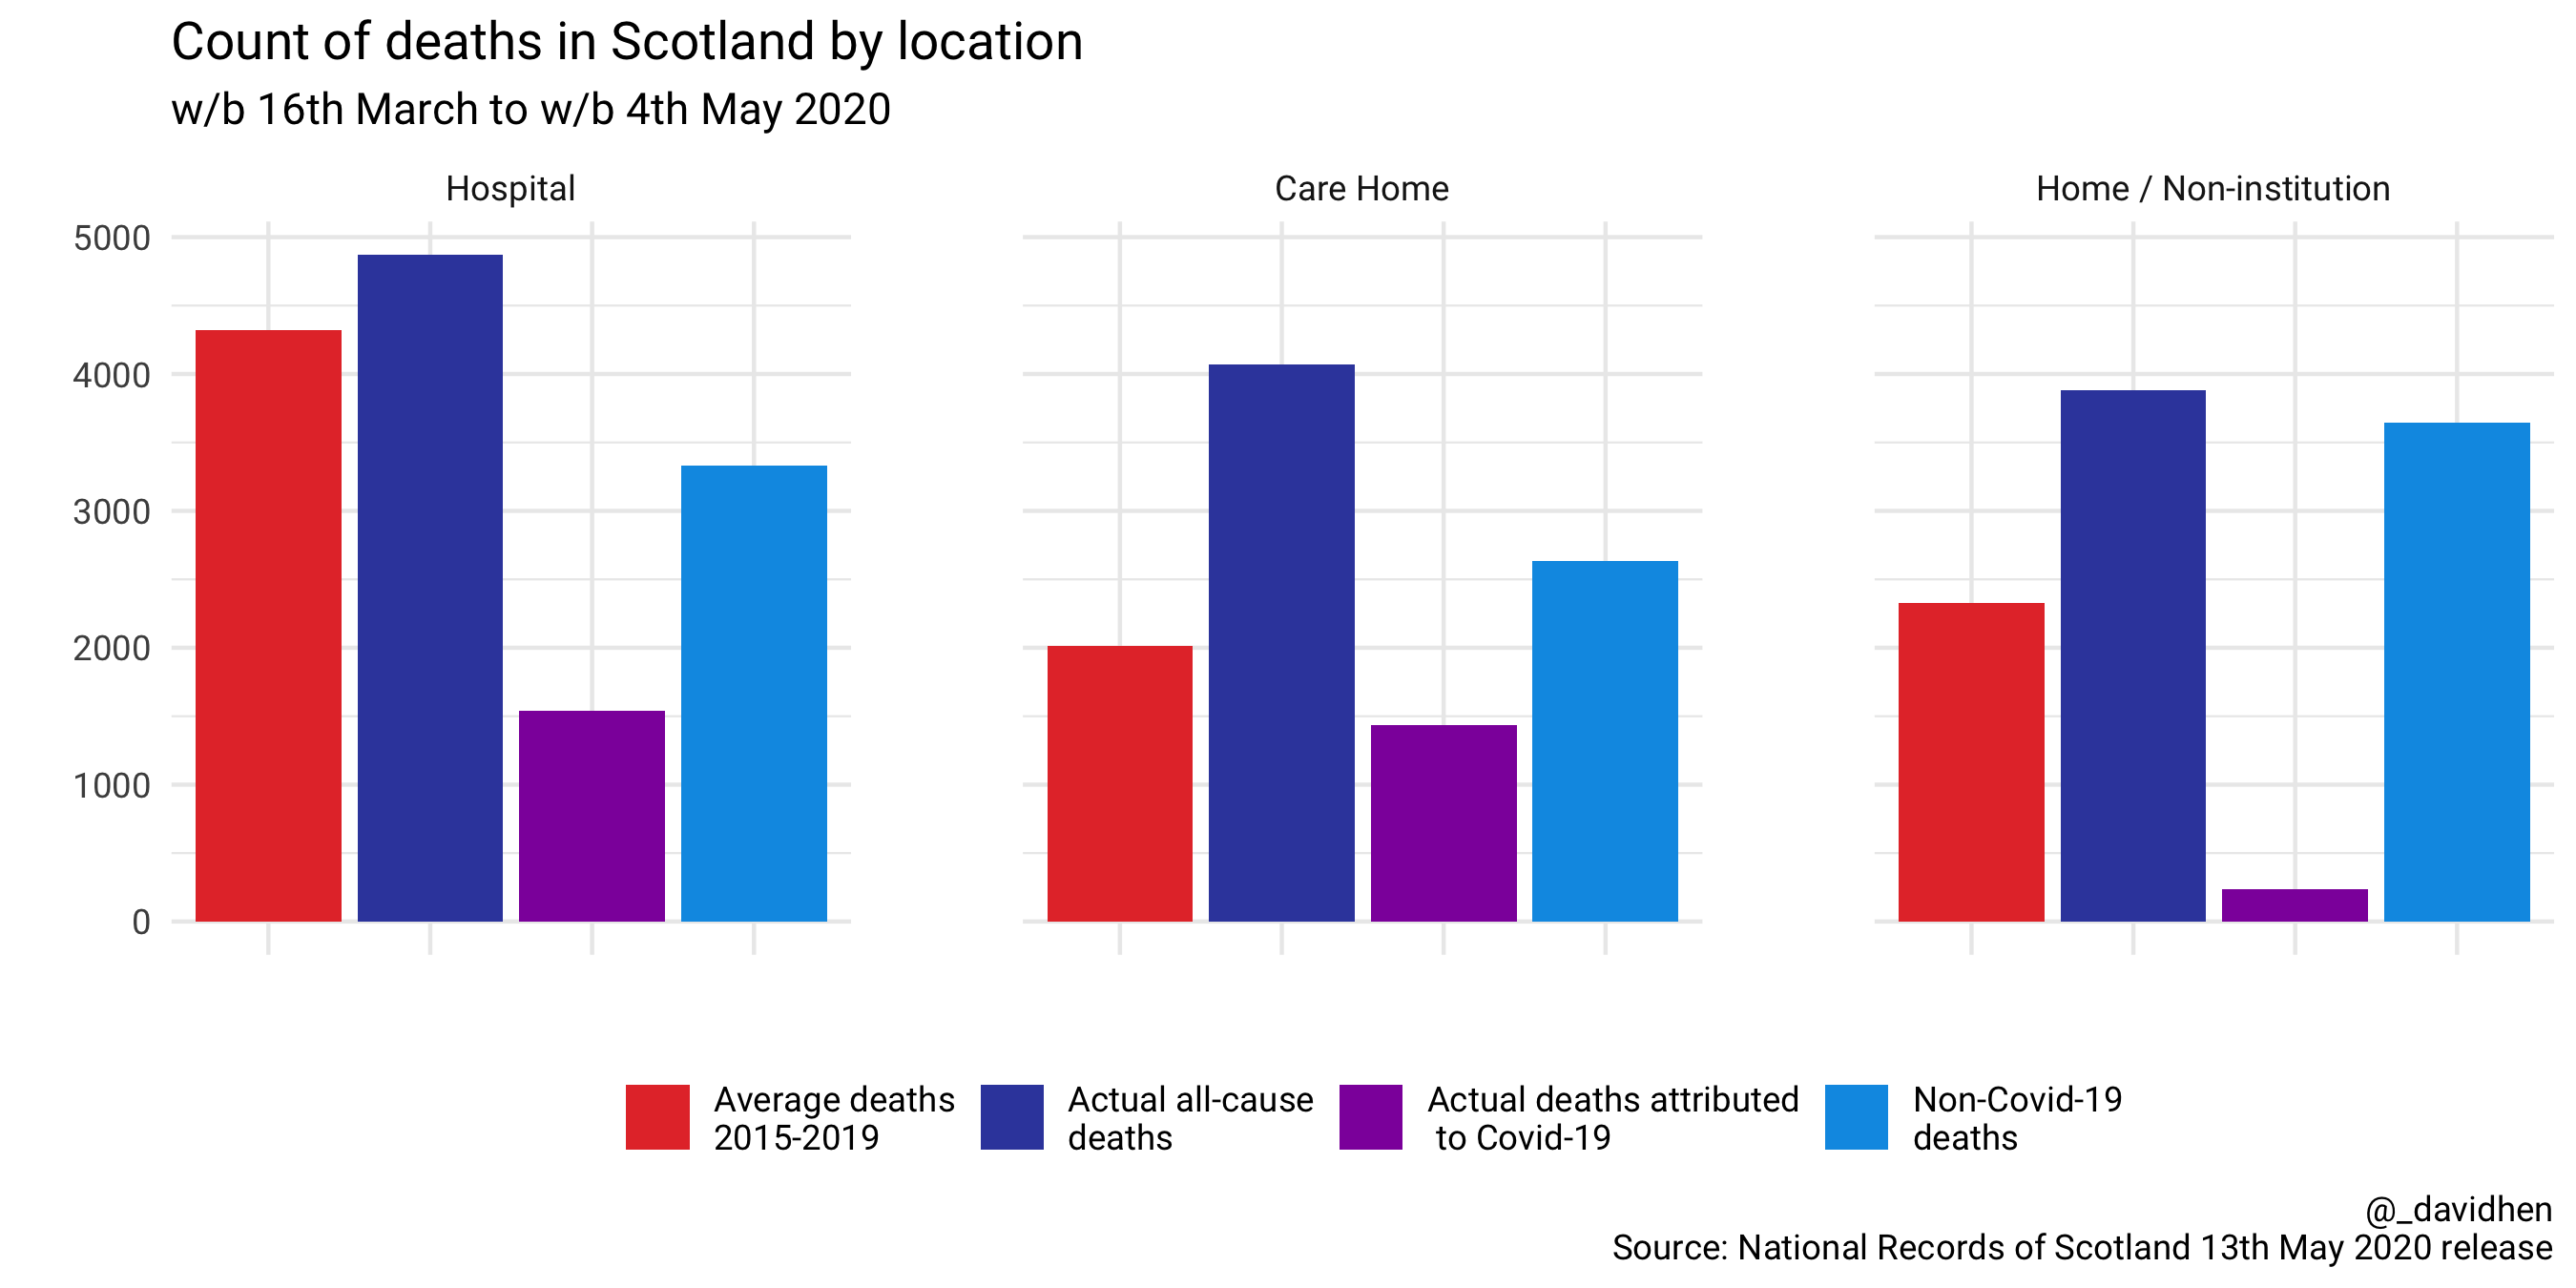 Count of deaths in Scotland by location
w/b 16th March to w/b 4th May 2020
Hospital
Care Home
Home / Non-institution
5000
4000
3000
2000
1000
0
Average deaths
2015-2019
Actual all-cause
deaths
Actual deaths attributed
to Covid-19
Non-Covid-19
deaths
@_davidhen
Source: National Records of Scotland 13th May 2020 release